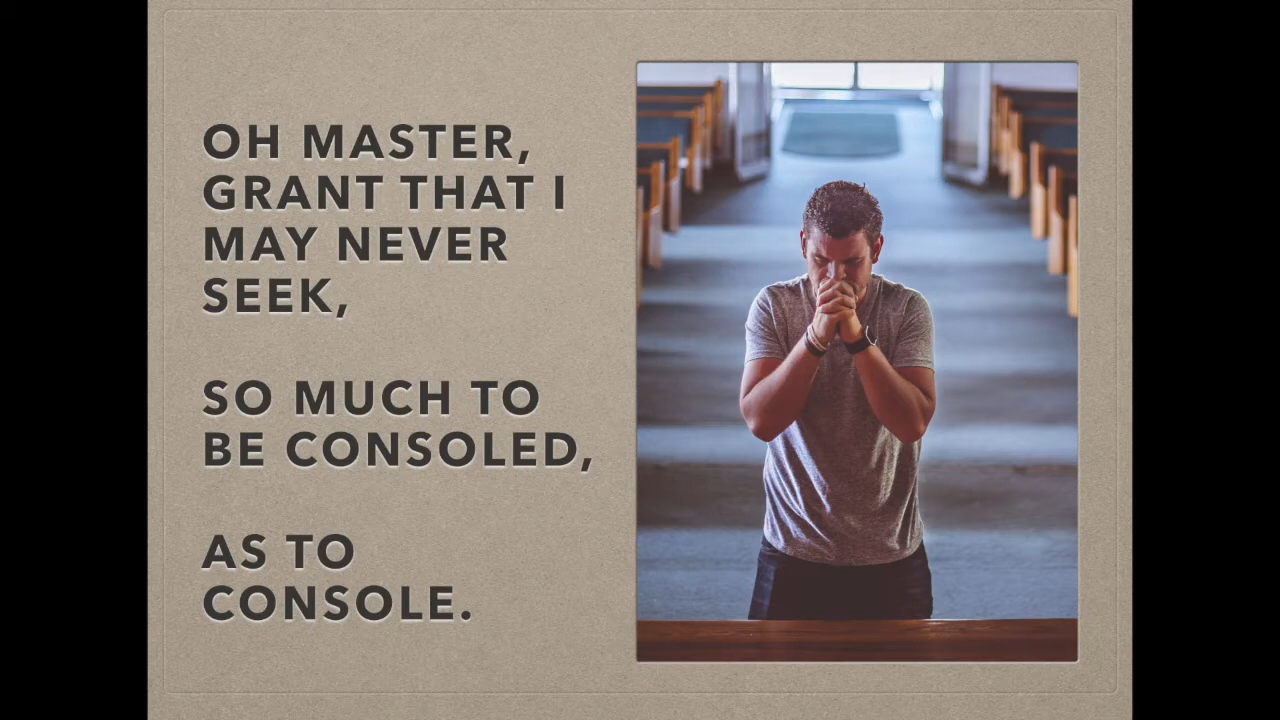 OH MASTER,
GRANT THAT I
MAY NEVER
SEEK,
SO MUCH TO
BE CONSOLED,
AS TO
CONSOLE.